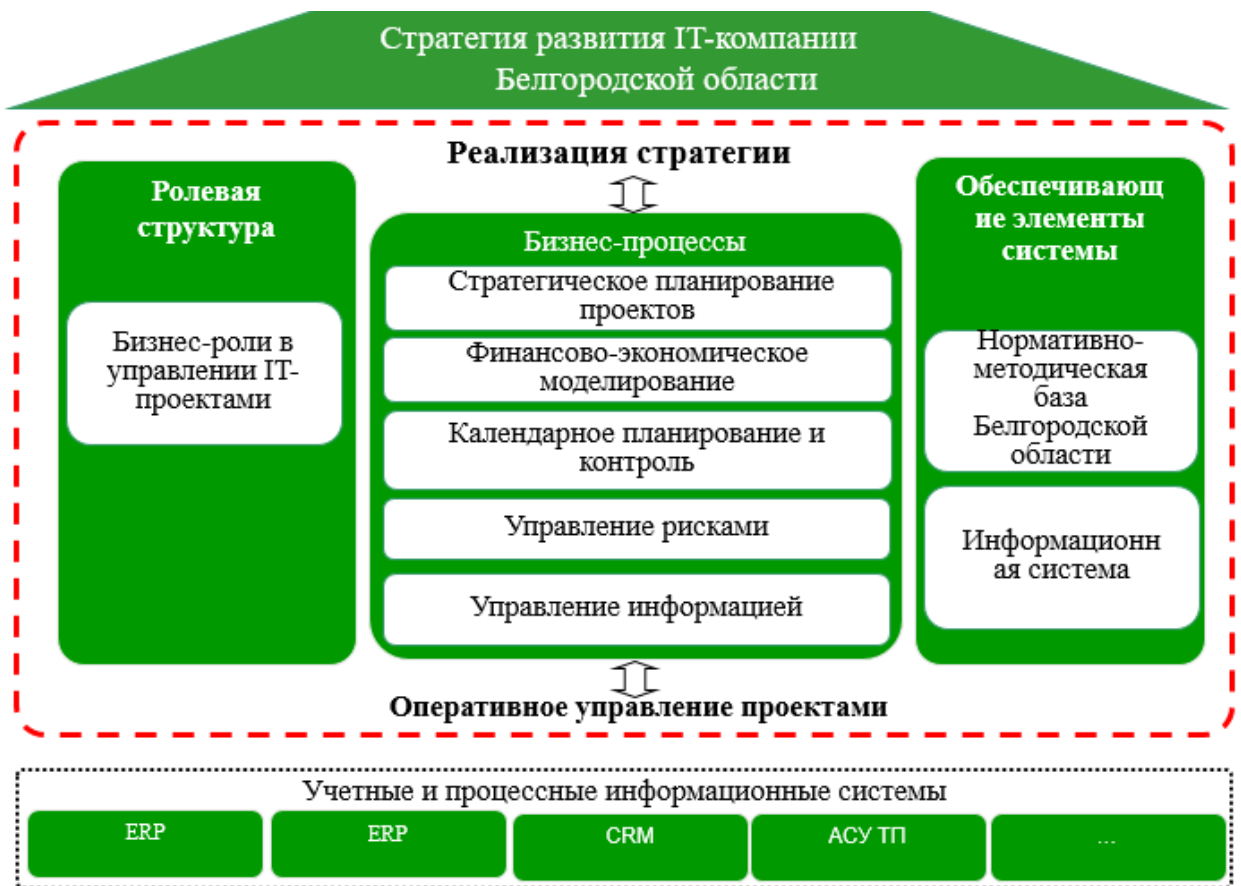 Стратегия развития IT-компании
Белгородской области
Реализация стратегии
Ролевая
структура
Бизнес-роли в
управлении IT-
проектами
Бизнес-процессы
Стратегическое планирование
проектов
Финансово-экономическое
моделирование
Календарное планирование и
контроль
Управление рисками
Управление информацией
Обеспечивающ
ие элементы
системы
Нормативно-
методическая
база
Белгородской
области
Информационн
ая система
Оперативное управление проектами
Учетные и процессные информационные системы
ERP
ERP
CRM
АСУ ТП
...